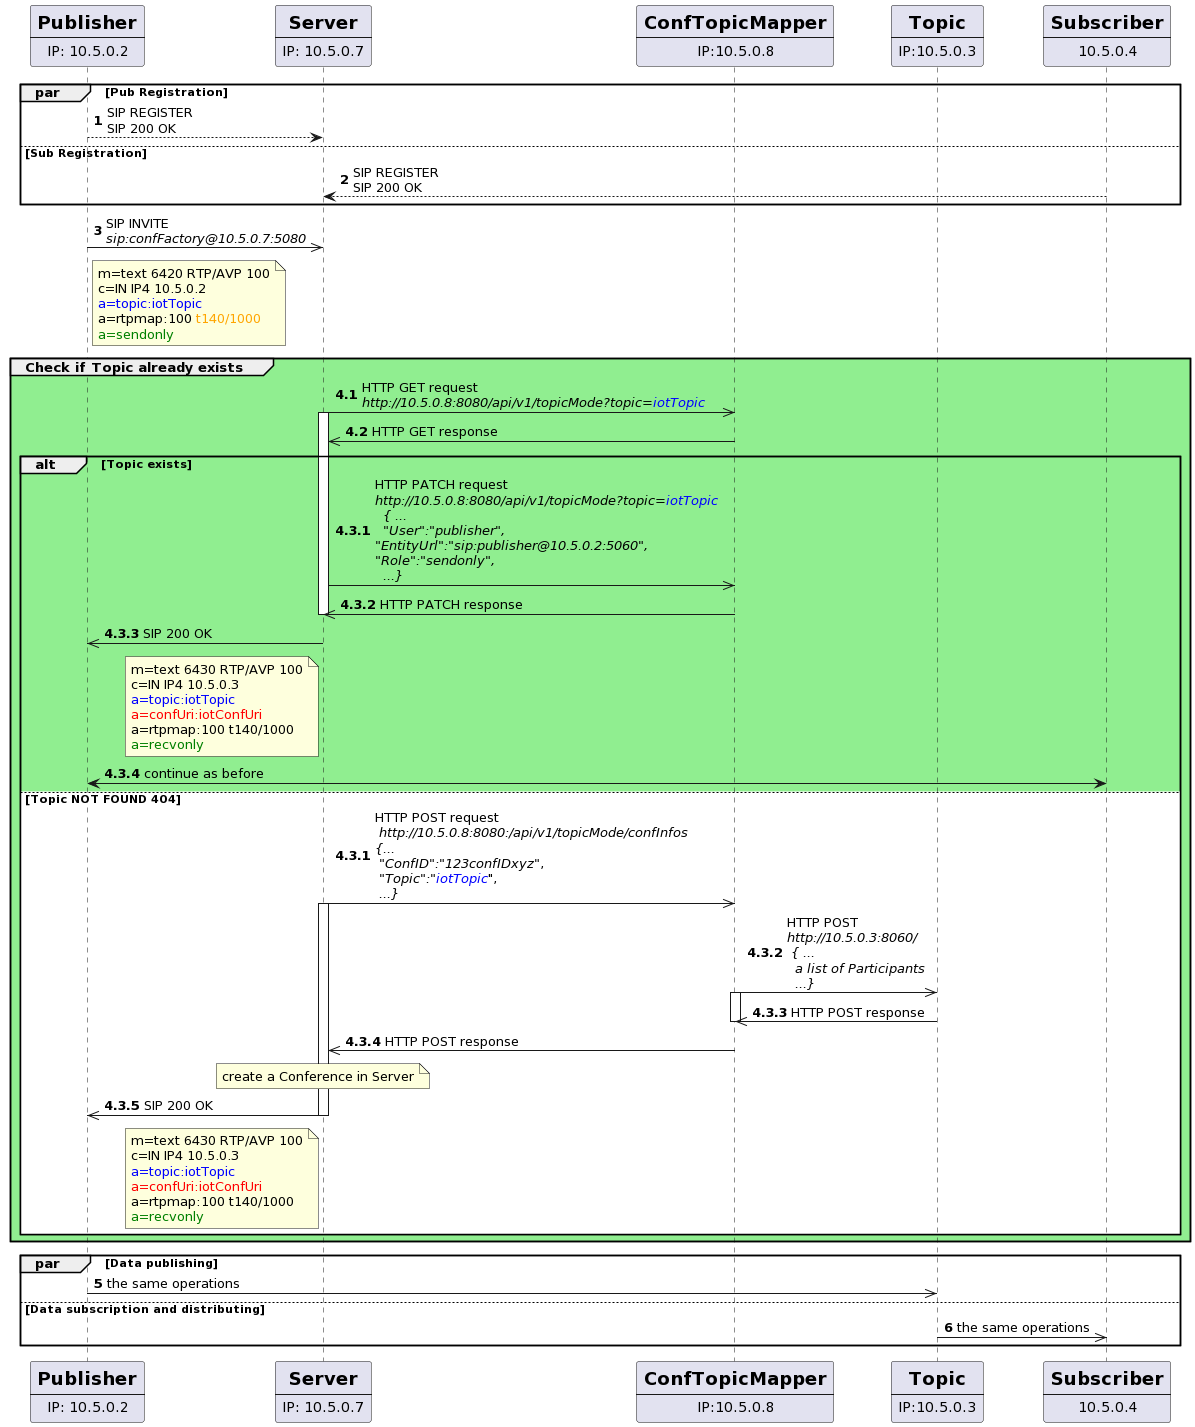 Publisher
IP: 10.5.0.2
Server
IP: 10.5.0.7
ConfTopicMapper
IP:10.5.0.8
Topic
IP:10.5.0.3
Subscriber
10.5.0.4
par [Pub Registration]
1 SIP REGISTER
SIP 200 OK
[Sub Registration]
2 SIP REGISTER
SIP 200 OK
3 SIP INVITE
sip:confFactory@10.5.0.7:5080
m=text 6420 RTP/AVP 100
c=IN IP4 10.5.0.2
a=topic:iotTopic
a=rtpmap:100 t140/1000
a=sendonly
Check if Topic already exists
4.1 HTTP GET request
http://10.5.0.8:8080/api/v1/topicMode?topic=iotTopic
4.2 HTTP GET response
alt [Topic exists]
HTTP PATCH request
http://10.5.0.8:8080/api/v1/topicMode?topic=iotTopic
{ ...
4.3.1 "User":"publisher",
"EntityUrl":"sip:publisher@10.5.0.2:5060",
"Role":"sendonly",
...}
4.3.2 HTTP PATCH response
4.3.3 SIP 200 OK
m=text 6430 RTP/AVP 100
c=IN IP4 10.5.0.3
a=topic:iotTopic
a=confUri:iotConfUri
a=rtpmap:100 t140/1000
a=recvonly
4.3.4 continue as before
[Topic NOT FOUND 404]
HTTP POST request
http://10.5.0.8:8080:/api/v1/topicMode/confInfos
4.3.1 {...
"ConfID":"123confIDxyz",
"Topic":"iotTopic",
...}
HTTP POST
http://10.5.0.3:8060/
4.3.2 { ...
a list of Participants
...}
4.3.3 HTTP POST response
4.3.4 HTTP POST response
create a Conference in Server
4.3.5 SIP 200 OK
m=text 6430 RTP/AVP 100
c=IN IP4 10.5.0.3
a=topic:iotTopic
a=confUri:iotConfUri
a=rtpmap:100 t140/1000
a=recvonly
par [Data publishing]
5 the same operations
[Data subscription and distributing]
6 the same operations
Publisher
IP: 10.5.0.2
Server
IP: 10.5.0.7
ConfTopicMapper
IP:10.5.0.8
Topic
IP:10.5.0.3
Subscriber
10.5.0.4